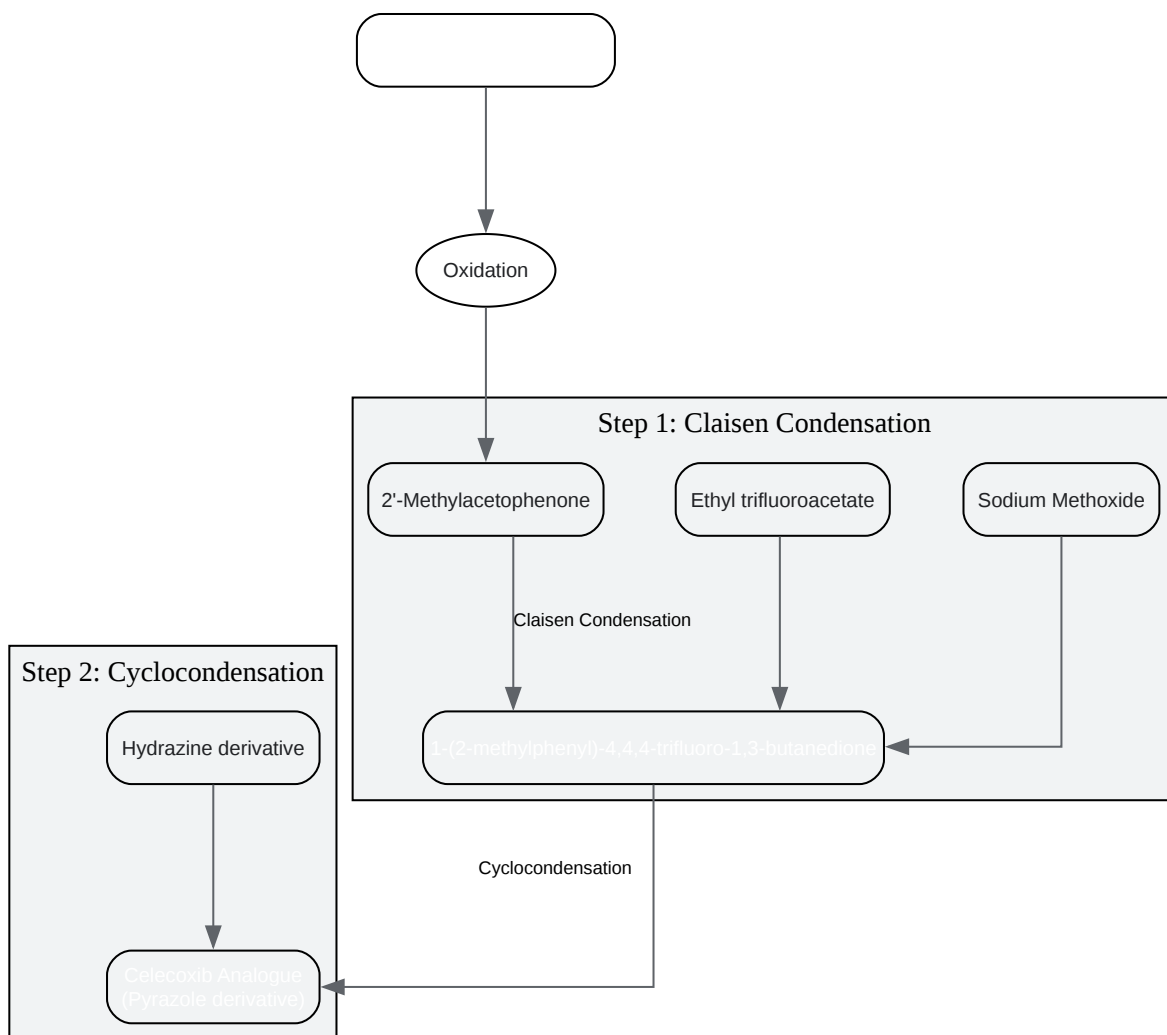 Oxidation
Step 1: Claisen Condensation
2'-Methylacetophenone
Ethyl trifluoroacetate
Sodium Methoxide
Claisen Condensation
Step 2: Cyclocondensation
Hydrazine derivative
1-(2-methylphenyl)-4,4,4-trifluoro-1,3-butanedione
Cyclocondensation
Celecoxib Analogue
(Pyrazole derivative)